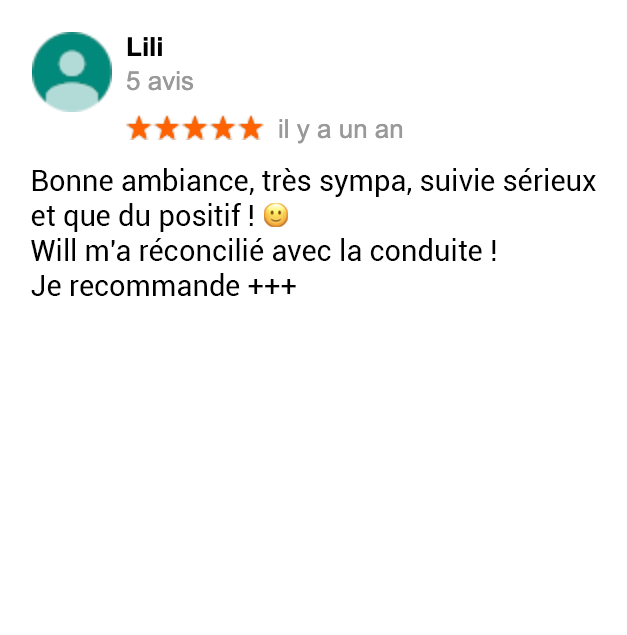 Lili
5 avis
il y a un an
Bonne ambiance, très sympa, suivie sérieux
et que du positif ! 🙂
Will m'a réconcilié avec la conduite !
Je recommande +++